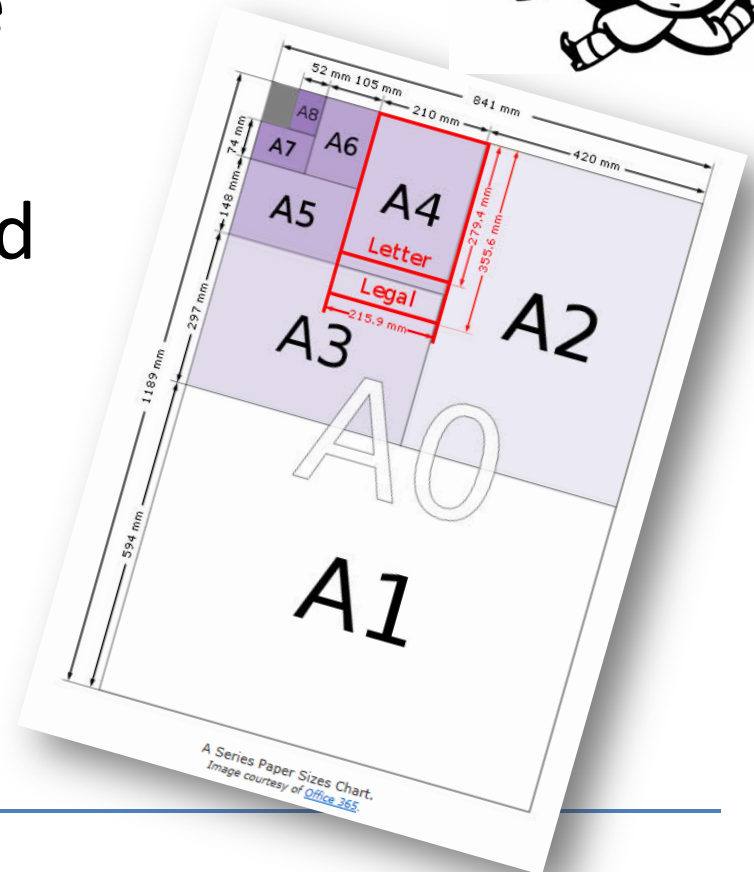 e
d
841 mm
52 mm 105 mm
210 mm
420 mm
74 mm
148 mm
297 mm
1189 mm
594 mm
A8
A7
A6
A5
A4
Letter
Legal
215.9 mm
279.4 mm
355.6 mm
A3
A2
A0
A1
A Series Paper Sizes Chart.
Image courtesy of Office 365.